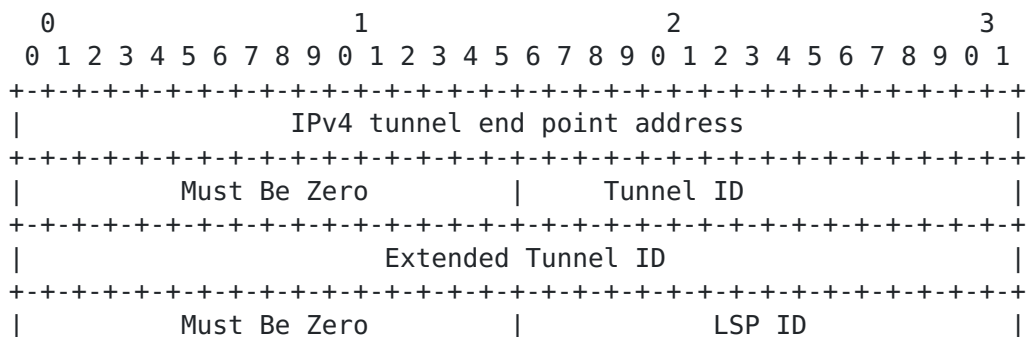 0                   1                   2                   3
 0 1 2 3 4 5 6 7 8 9 0 1 2 3 4 5 6 7 8 9 0 1 2 3 4 5 6 7 8 9 0 1
+-+-+-+-+-+-+-+-+-+-+-+-+-+-+-+-+-+-+-+-+-+-+-+-+-+-+-+-+-+-+-+-+
|                 IPv4 tunnel end point address                 |
+-+-+-+-+-+-+-+-+-+-+-+-+-+-+-+-+-+-+-+-+-+-+-+-+-+-+-+-+-+-+-+-+
|          Must Be Zero         |     Tunnel ID                 |
+-+-+-+-+-+-+-+-+-+-+-+-+-+-+-+-+-+-+-+-+-+-+-+-+-+-+-+-+-+-+-+-+
|                       Extended Tunnel ID                      |
+-+-+-+-+-+-+-+-+-+-+-+-+-+-+-+-+-+-+-+-+-+-+-+-+-+-+-+-+-+-+-+-+
|          Must Be Zero         |            LSP ID             |